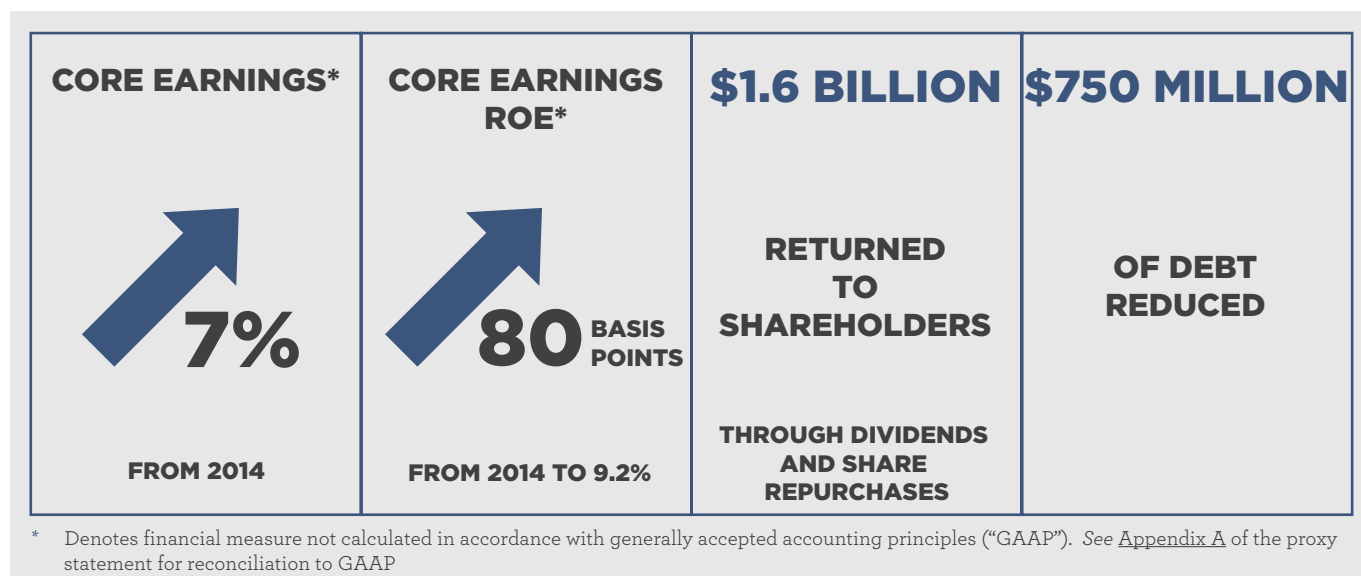 CORE EARNINGS*
7%
FROM 2014
CORE EARNINGS
ROE*
80 BASIS
POINTS
FROM 2014 TO 9.2%
$1.6 BILLION
RETURNED
TO
SHAREHOLDERS
THROUGH DIVIDENDS
AND SHARE
REPURCHASES
$750 MILLION
OF DEBT
REDUCED
* Denotes financial measure not calculated in accordance with generally accepted accounting principles (“GAAP”). See Appendix A of the proxy
statement for reconciliation to GAAP